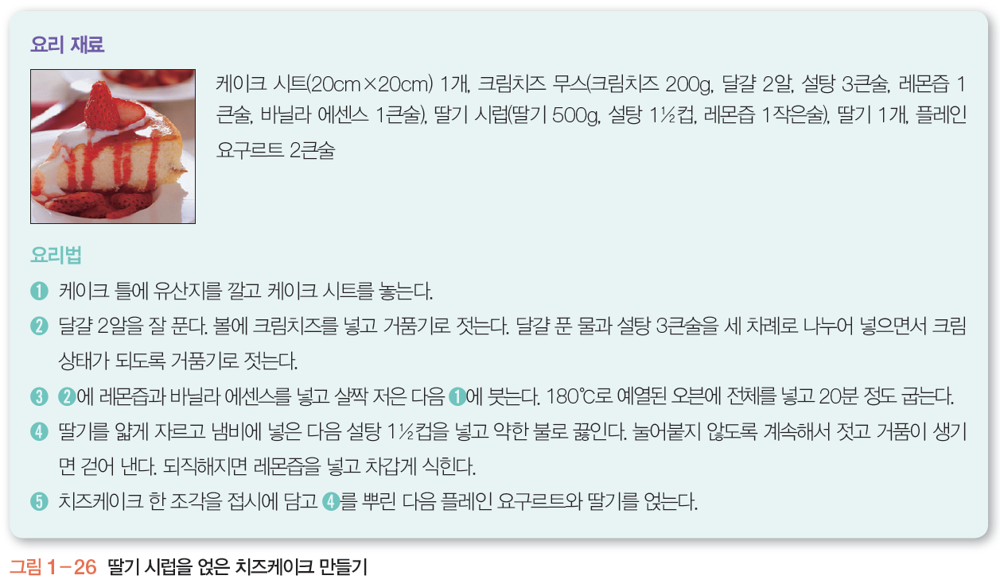 요리 재료
케이크 시트(20cm×20cm) 1개, 크림치즈 무스(크림치즈 200g, 달걀 2알, 설탕 3큰술, 레몬즙 1
큰술, 바닐라 에센스 1큰술), 딸기 시럽(딸기 500g, 설탕 1½컵, 레몬즙 1작은술), 딸기 1개, 플레인
요구르트 2큰술
요리법
❶ 케이크 틀에 유산지를 깔고 케이크 시트를 놓는다.
❷ 달걀 2알을 잘 푼다. 볼에 크림치즈를 넣고 거품기로 젓는다. 달걀 푼 물과 설탕 3큰술을 세 차례로 나누어 넣으면서 크림
상태가 되도록 거품기로 젓는다.
❸ ❷에 레몬즙과 바닐라 에센스를 넣고 살짝 저은 다음 ❶에 붓는다. 180℃로 예열된 오븐에 전체를 넣고 20분 정도 굽는다.
❹ 딸기를 얇게 자르고 냄비에 넣은 다음 설탕 1½컵을 넣고 약한 불로 끓인다. 눌어붙지 않도록 계속해서 젓고 거품이 생기
면 걷어 낸다. 되직해지면 레몬즙을 넣고 차갑게 식힌다.
❺ 치즈케이크 한 조각을 접시에 담고 ❹를 뿌린 다음 플레인 요구르트와 딸기를 얹는다.
그림 1-26 딸기 시럽을 얹은 치즈케이크 만들기